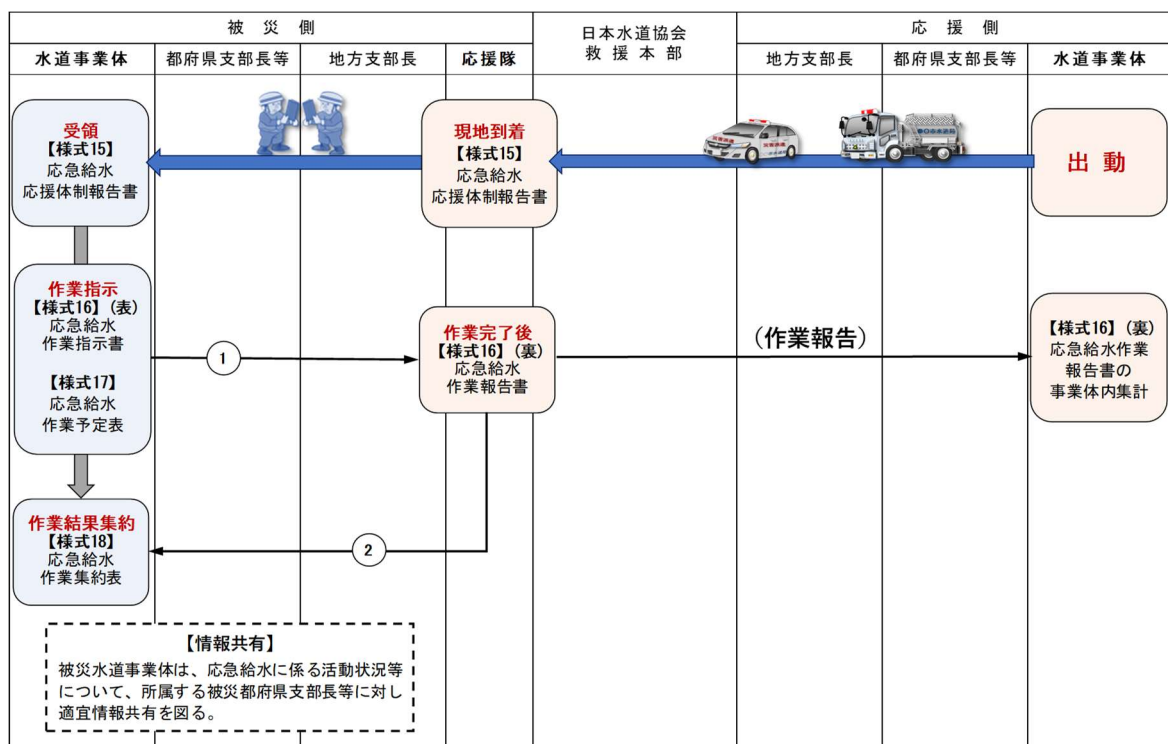 被 災 側
日本水道協会
救 援 本 部
応 援 側
水道事業体
都府県支部長等
地方支部長
応援隊
地方支部長
都府県支部長等
水道事業体
受領
【様式15】
応急給水
応援体制報告書
現地到着
【様式15】
応急給水
応援体制報告書
出 動
作業指示
【様式16】(表)
応急給水
作業指示書
【様式17】
応急給水
作業予定表
1
作業完了後
【様式16】(裏)
応急給水
作業報告書
(作業報告)
【様式16】(裏)
応急給水作業
報告書の
事業体内集計
作業結果集約
【様式18】
応急給水
作業集約表
2
【情報共有】
被災水道事業体は、応急給水に係る活動状況等
について、所属する被災都府県支部長等に対し
適宜情報共有を図る。